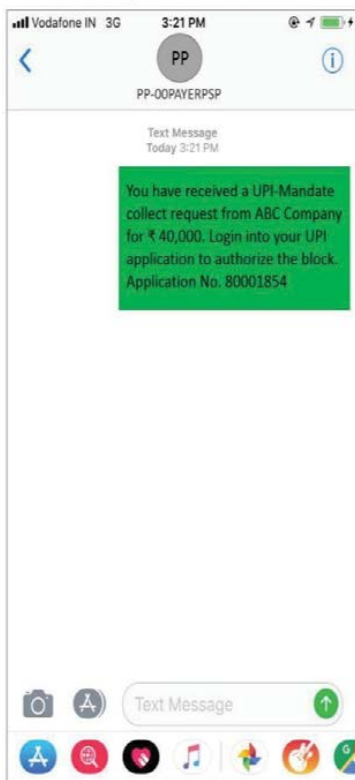 Vodafone IN 3G 3:21 PM
PP
PP-OOPAYERPSP
Text Message
Today 3:21 PM
You have received a UPI-Mandate
collect request from ABC Company
for ₹ 40,000. Login into your UPI
application to authorize the block.
Application No. 80001854
Text Message